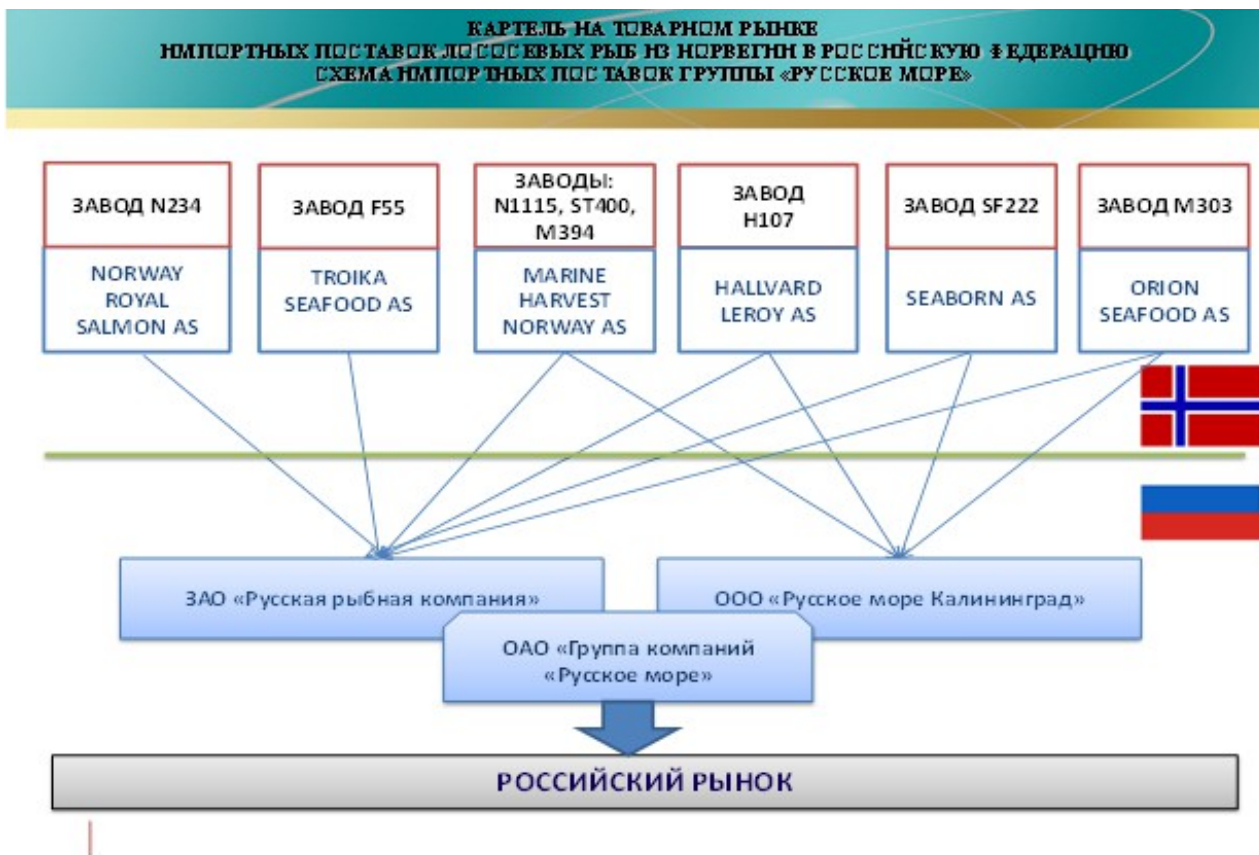 КАРТЕЛЬ НА ТОВАРНОМ РЫНКЕ
ИМПОРТНЫХ ПОСТАВОК ЛОСОСЕВЫХ РЫБ ИЗ НОРВЕГИИ В РОССИЙСКУЮ ФЕДЕРАЦИЮ
СХЕМА ИМПОРТНЫХ ПОСТАВОК ГРУППЫ «РУССКОЕ МОРЕ»
ЗАВОД N234
NORWAY
ROYAL
SALMON AS
ЗАВОД F55
TROIKA
SEAFOOD AS
ЗАВОДЫ:
N1115, ST400,
M394
MARINE
HARVEST
NORWAY AS
ЗАВОД
H107
HALLVARD
LEROY AS
ЗАВОД SF222
SEABORN AS
ЗАВОД M303
ORION
SEAFOOD AS
ЗАО «Русская рыбная компания»
ООО «Русское море Калининград»
ОАО «Группа компаний
«Русское море»
РОССИЙСКИЙ РЫНОК